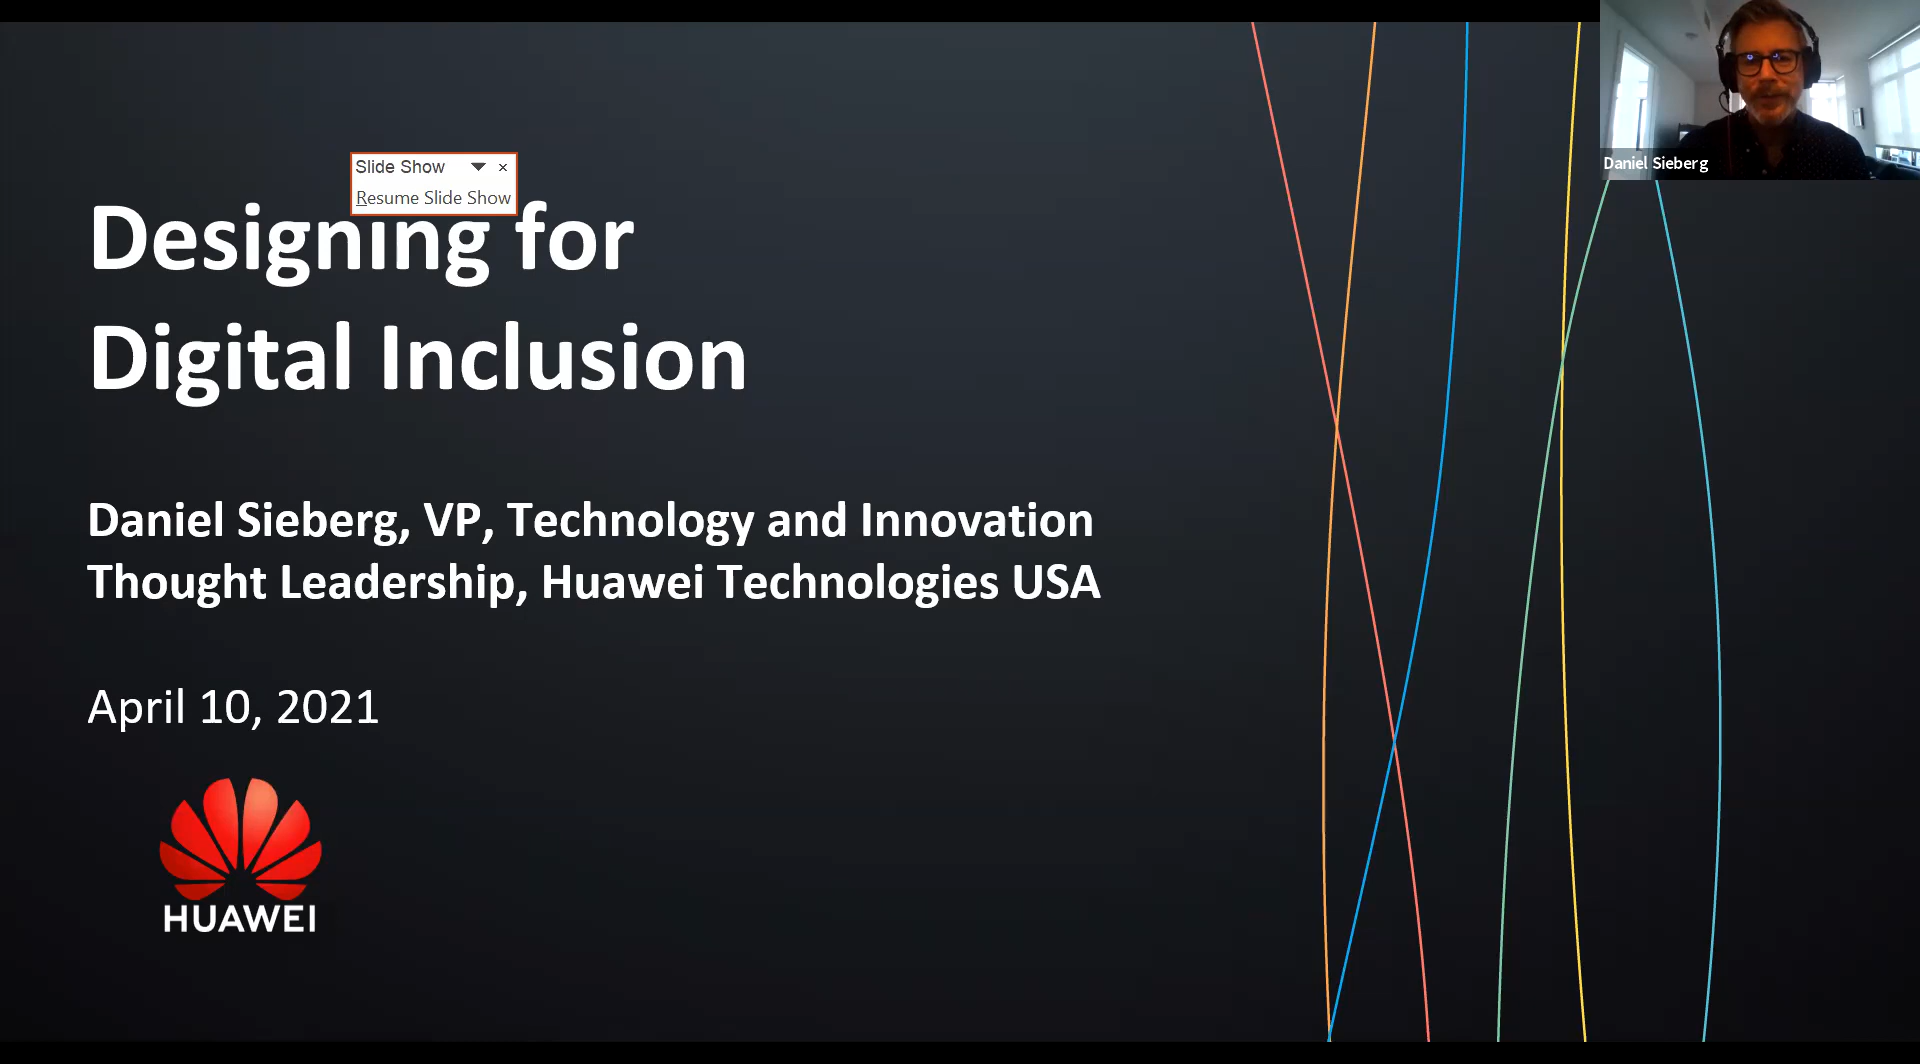 Daniel Sieberg
Slide Show
Resume Slide Show
Designing for
Digital Inclusion
Daniel Sieberg, VP, Technology and Innovation
Thought Leadership, Huawei Technologies USA
April 10, 2021
HUAWEI